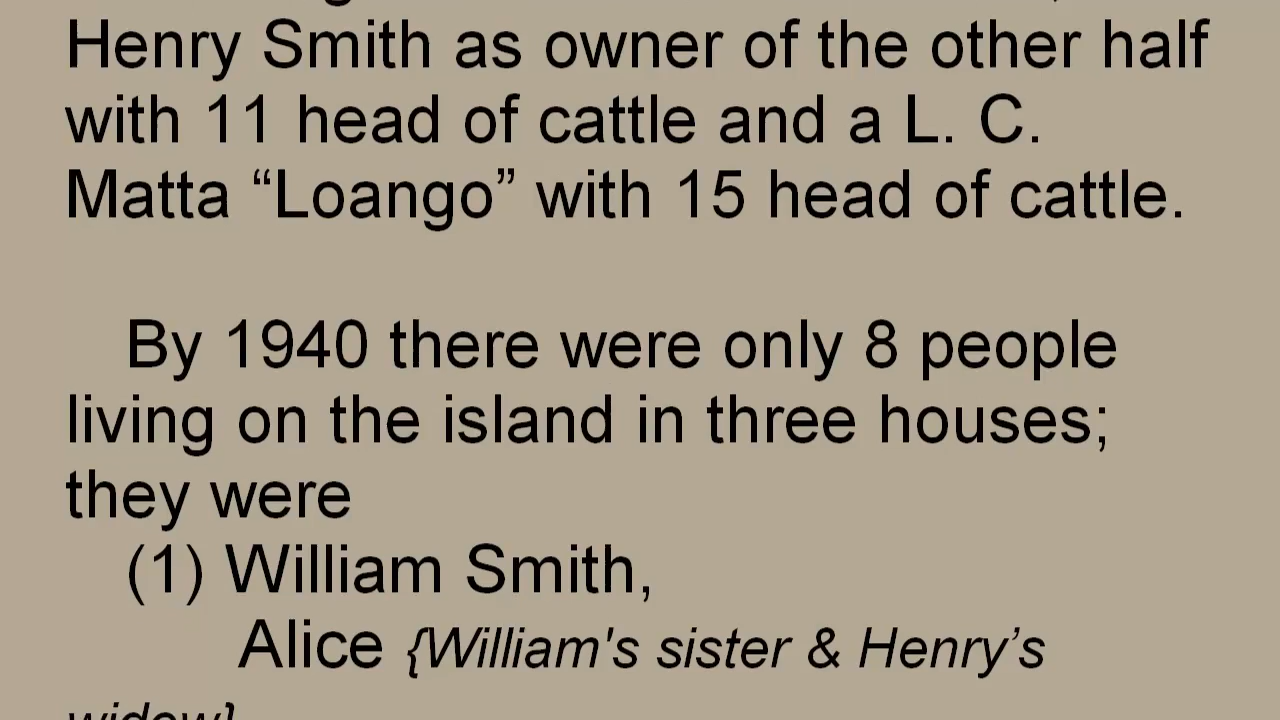 Henry Smith as owner of the other half
with 11 head of cattle and a L. C.
Matta “Loango” with 15 head of cattle.
By 1940 there were only 8 people
living on the island in three houses;
they were
(1) William Smith,
Alice {William's sister & Henry’s
widow}